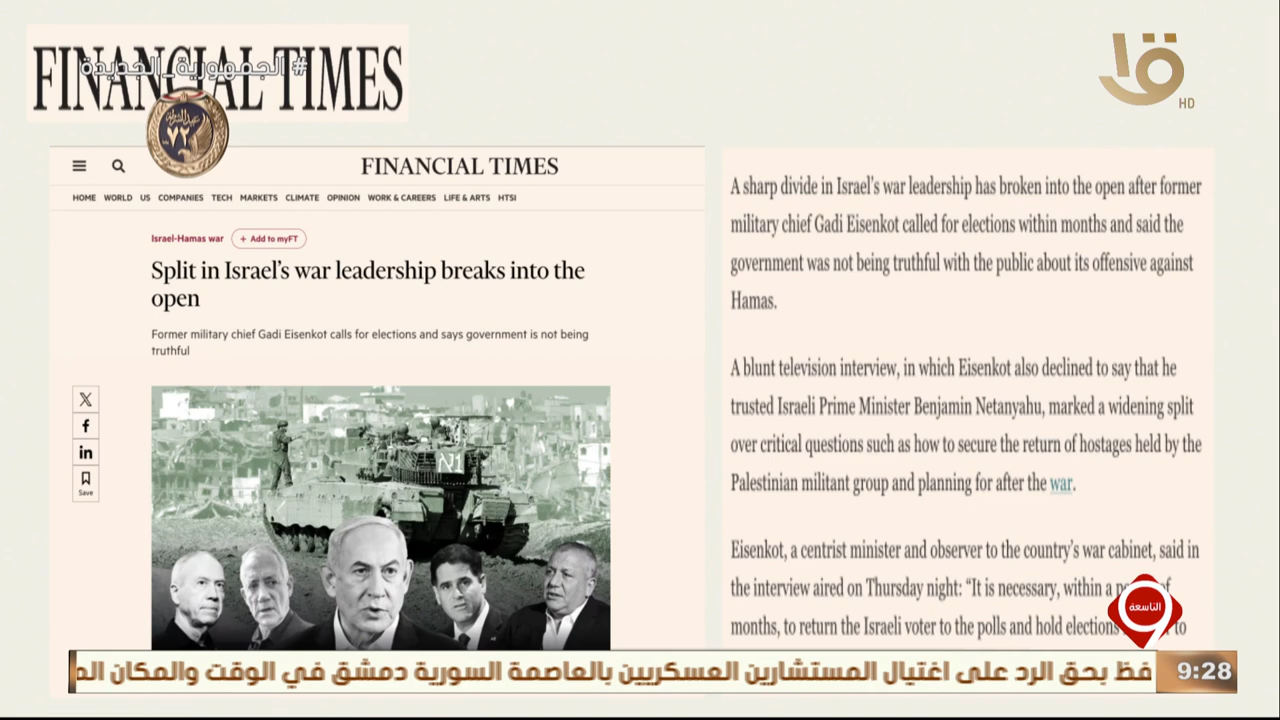 FINANCIAL TIMES
#الجمهورية_الجديدة
عيد الشرطة
٧٢
HD
FINANCIAL TIMES
HOME WORLD US COMPANIES TECH MARKETS CLIMATE OPINION WORK & CAREERS LIFE & ARTS HTSI
Israel-Hamas war
+ Add to myFT
Split in Israel's war leadership breaks into the
open
Former military chief Gadi Eisenkot calls for elections and says government is not being
truthful
X
f
in
Save
N1
A sharp divide in Israel's war leadership has broken into the open after former
military chief Gadi Eisenkot called for elections within months and said the
government was not being truthful with the public about its offensive against
Hamas.
A blunt television interview, in which Eisenkot also declined to say that he
trusted Israeli Prime Minister Benjamin Netanyahu, marked a widening split
over critical questions such as how to secure the return of hostages held by the
Palestinian militant group and planning for after the war.
Eisenkot, a centrist minister and observer to the country's war cabinet, said in
the interview aired on Thursday night: “It is necessary, within a of
months, to return the Israeli voter to the polls and hold elections to
التاسعة
9
بحق الرد على اغتيال المستشارين العسكريين بالعاصمة السورية دمشق في الوقت والمكان
9:28